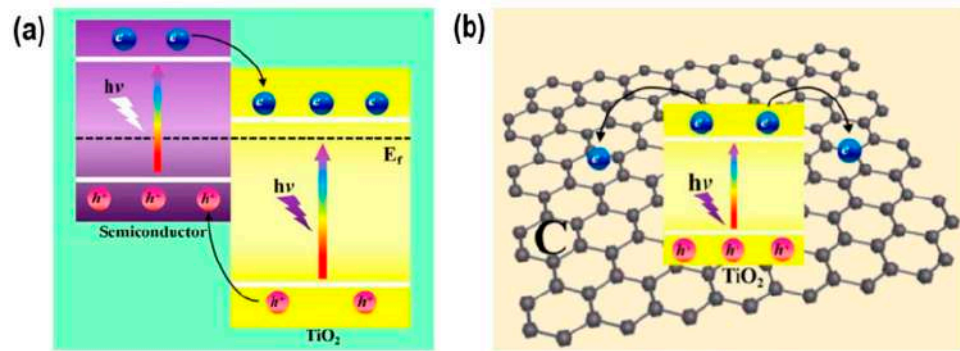 (a)
e⁻ e⁻
hν
e⁻ e⁻ e⁻
E_f
h⁺ h⁺ h⁺
Semiconductor
h⁺ h⁺
TiO₂
(b)
e⁻ e⁻
e⁻ e⁻
hν
C
h⁺ h⁺ h⁺
TiO₂
hν